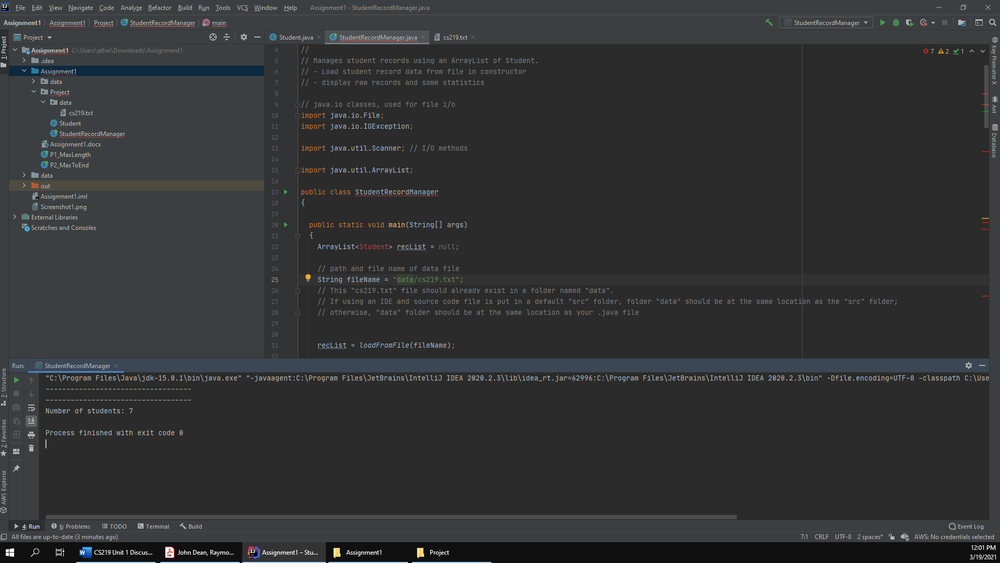 File Edit View Navigate Code Analyze Refactor Build Run Tools VCS Window Help Assignment1 - StudentRecordManager.java
Assignment1 Assignment1 Project StudentRecordManager main
StudentRecordManager
1: Project
Project
Assignment1 C:\Users\athei\Downloads\Assignment1
.idea
Assignment1
data
Project
data
cs219.txt
Student
StudentRecordManager
Assignment1.docx
P1_MaxLength
P2_MaxToEnd
data
out
Assignment1.iml
Screenshot1.png
External Libraries
Scratches and Consoles
Student.java StudentRecordManager.java cs219.txt
7 2 1
4 //
5 // Manages student records using an ArrayList of Student.
6 // - Load student record data from file in constructor
7 // - display raw records and some statistics
8
9 // java.io classes, used for file i/o
10 import java.io.File;
11 import java.io.IOException;
12
13 import java.util.Scanner; // I/O methods
14
15 import java.util.ArrayList;
16
17 public class StudentRecordManager
18 {
19
20 public static void main(String[] args)
21 {
22 ArrayList<Student> recList = null;
23
24 // path and file name of data file
25 String fileName = "data/cs219.txt";
26 // This "cs219.txt" file should already exist in a folder named "data".
27 // If using an IDE and source code file is put in a default "src" folder, folder "data" should be at the same location as the "src" folder;
28 // otherwise, "data" folder should be at the same location as your .java file
29
30
31 recList = loadFromFile(fileName);
32
Key Promoter X
Ant
Database
7: Structure
2: Favorites
AWS Explorer
Run: StudentRecordManager
"C:\Program Files\Java\jdk-15.0.1\bin\java.exe" "-javaagent:C:\Program Files\JetBrains\IntelliJ IDEA 2020.2.3\lib\idea_rt.jar=62996:C:\Program Files\JetBrains\IntelliJ IDEA 2020.2.3\bin" -Dfile.encoding=UTF-8 -classpath C:\Use
-----------------------------------
-----------------------------------
Number of students: 7
Process finished with exit code 0
4: Run 6: Problems TODO Terminal Build Event Log
All files are up-to-date (3 minutes ago) 7:1 CRLF UTF-8 2 spaces* AWS: No credentials selected
CS219 Unit 1 Discus... John Dean, Raymo... Assignment1 – Stu... Assignment1 Project
12:01 PM
3/19/2021